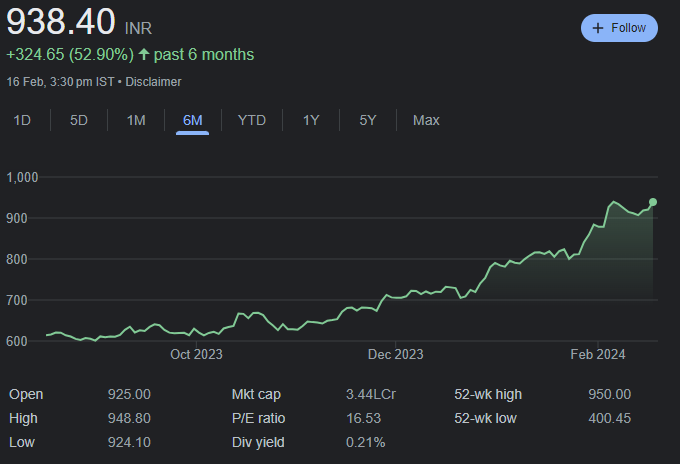 938.40 INR
+ Follow
+324.65 (52.90%) ↑ past 6 months
16 Feb, 3:30 pm IST • Disclaimer
1D 5D 1M 6M YTD 1Y 5Y Max
1,000
900
800
700
600
Oct 2023 Dec 2023 Feb 2024
Open 925.00 Mkt cap 3.44LCr 52-wk high 950.00
High 948.80 P/E ratio 16.53 52-wk low 400.45
Low 924.10 Div yield 0.21%